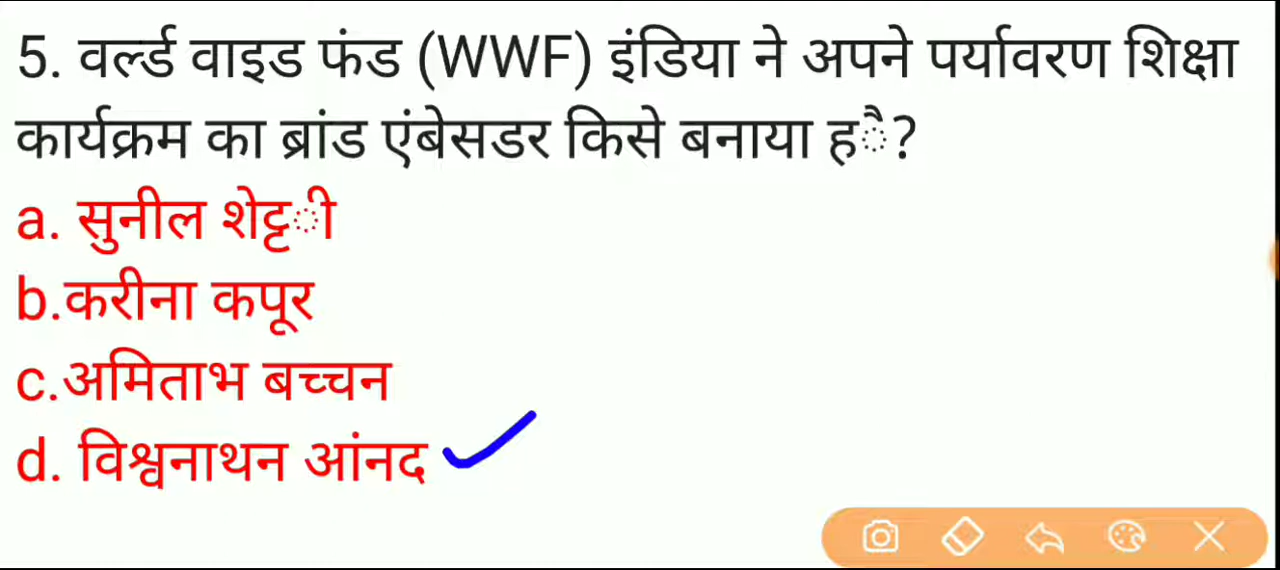 5. वर्ल्ड वाइड फंड (WWF) इंडिया ने अपने पर्यावरण शिक्षा
कार्यक्रम का ब्रांड एंबेसडर किसे बनाया ह◌ै?
a. सुनील शेट्ट◌ी
b.करीना कपूर
c.अमिताभ बच्चन
d. विश्वनाथन आंनद